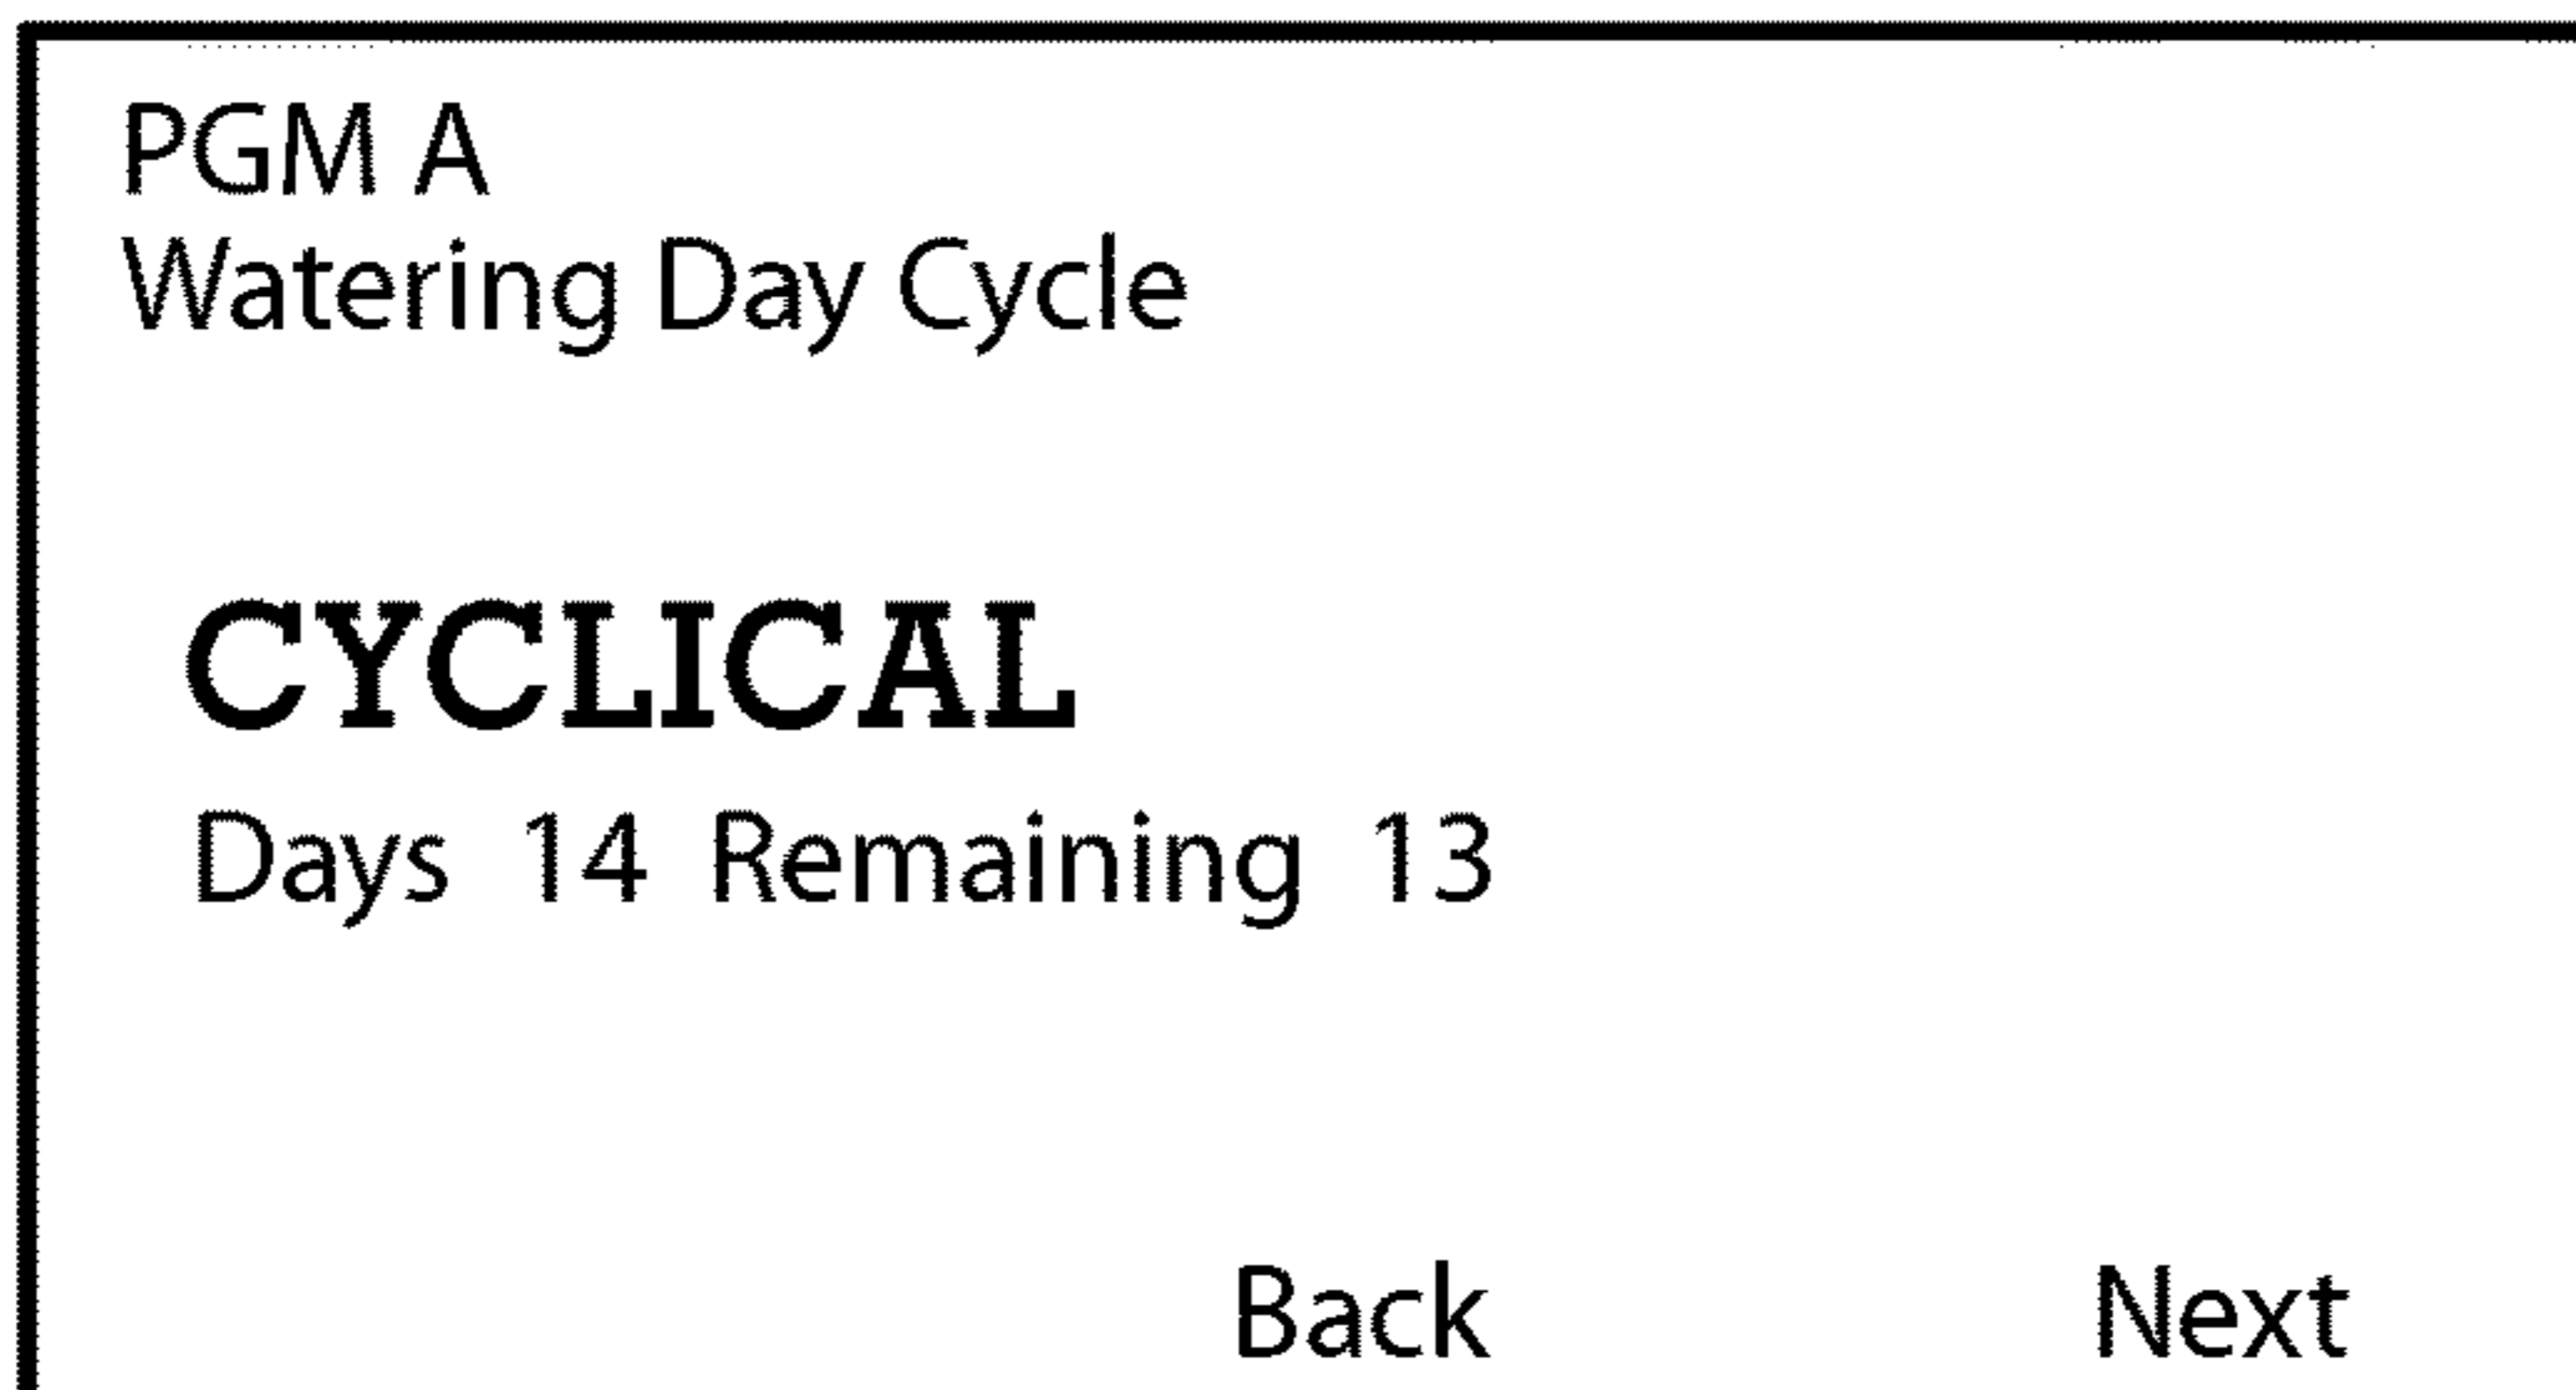 PGM A
Watering Day Cycle
CYCLICAL
Days 14 Remaining 13
Back Next